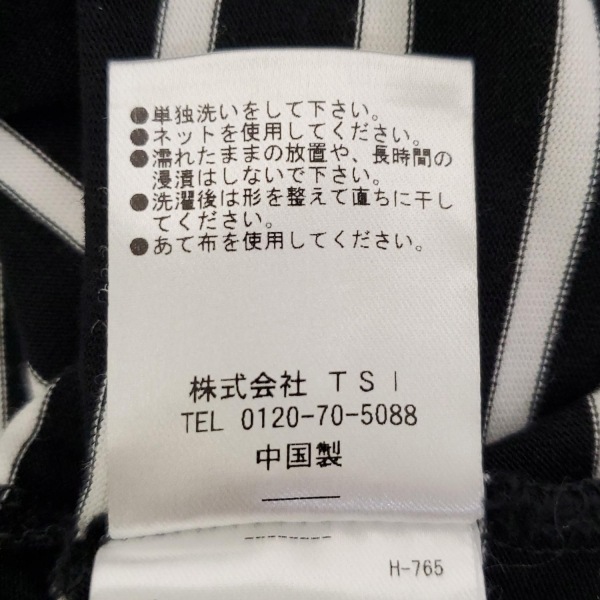 ●単独洗いをして下さい。
●ネットを使用してください。
●濡れたままの放置や、長時間の
浸漬はしないで下さい。
●洗濯後は形を整えて直ちに干し
てください。
●あて布を使用してください。
株式会社 TSI
TEL 0120-70-5088
中国製
H-765